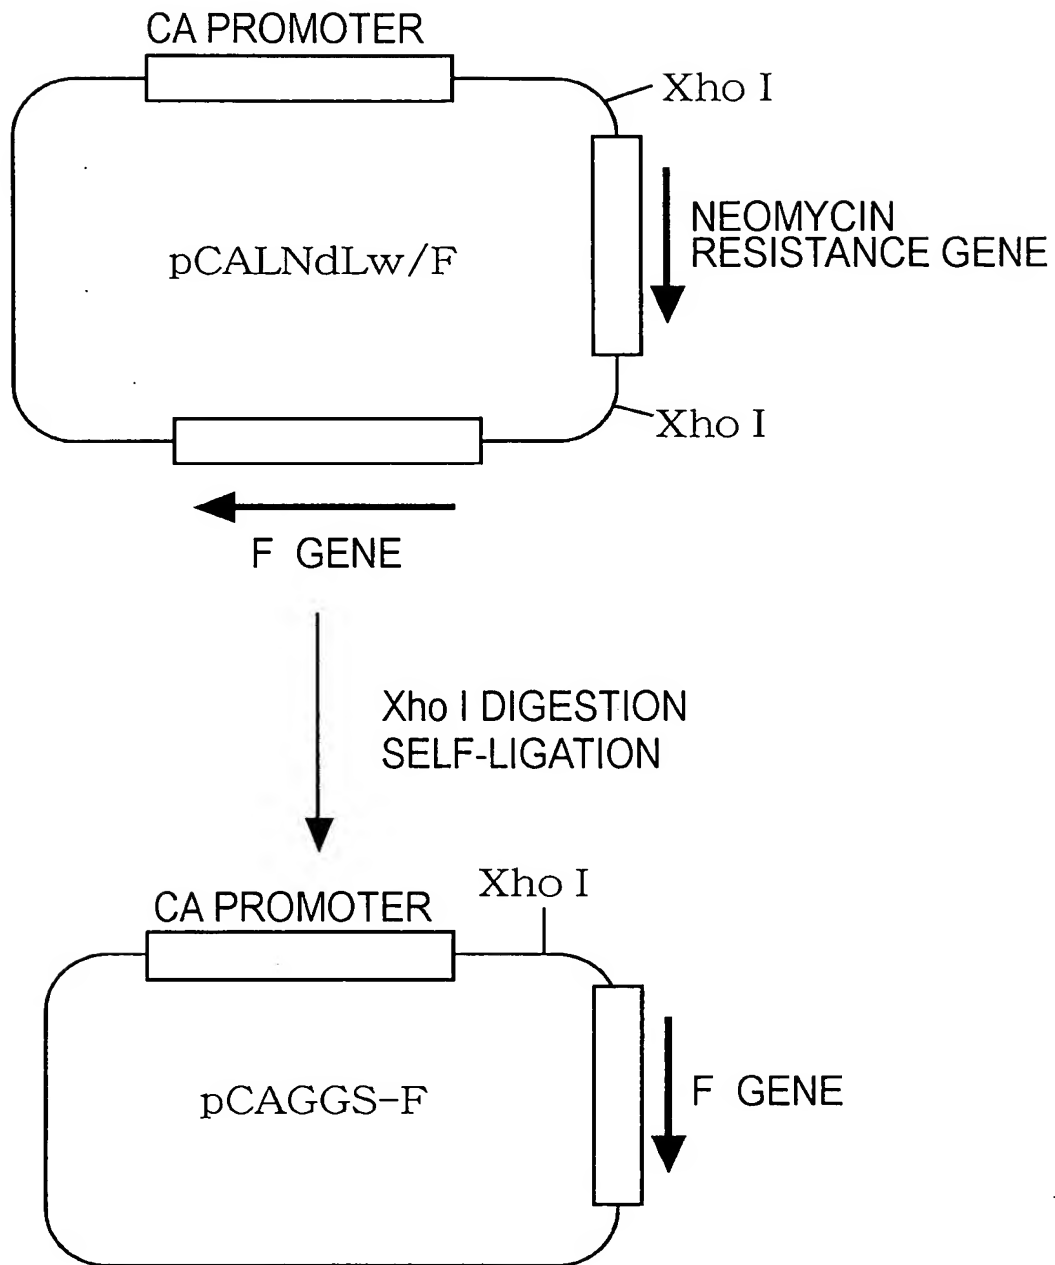 CA PROMOTER
Xho I
NEOMYCIN
RESISTANCE GENE
pCALNdLw/F
Xho I
F GENE
Xho I DIGESTION
SELF-LIGATION
Xho I
CA PROMOTER
F GENE
pCAGGS-F